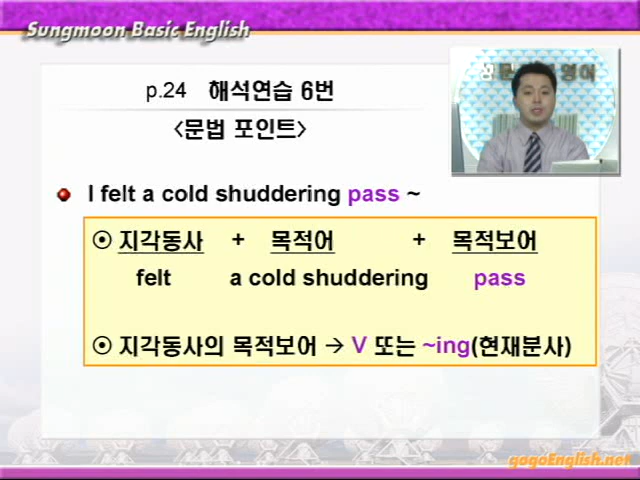 Sungmoon Basic English
p.24 해석연습 6번
<문법 포인트>
I felt a cold shuddering pass ~
지각동사 + 목적어 + 목적보어
felt a cold shuddering pass
지각동사의 목적보어 → V 또는 ~ing(현재분사)
gogoEnglish.net